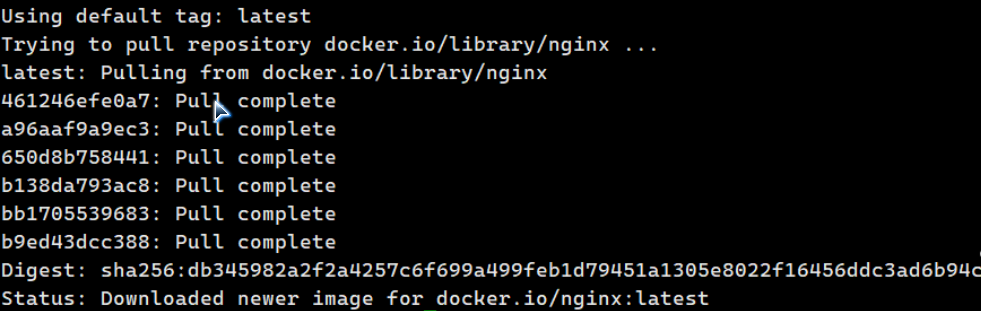 Using default tag: latest
Trying to pull repository docker.io/library/nginx ...
latest: Pulling from docker.io/library/nginx
461246efe0a7: Pull complete
a96aaf9a9ec3: Pull complete
650d8b758441: Pull complete
b138da793ac8: Pull complete
bb1705539683: Pull complete
b9ed43dcc388: Pull complete
Digest: sha256:db345982a2f2a4257c6f699a499feb1d79451a1305e8022f16456ddc3ad6b94c
Status: Downloaded newer image for docker.io/nginx:latest